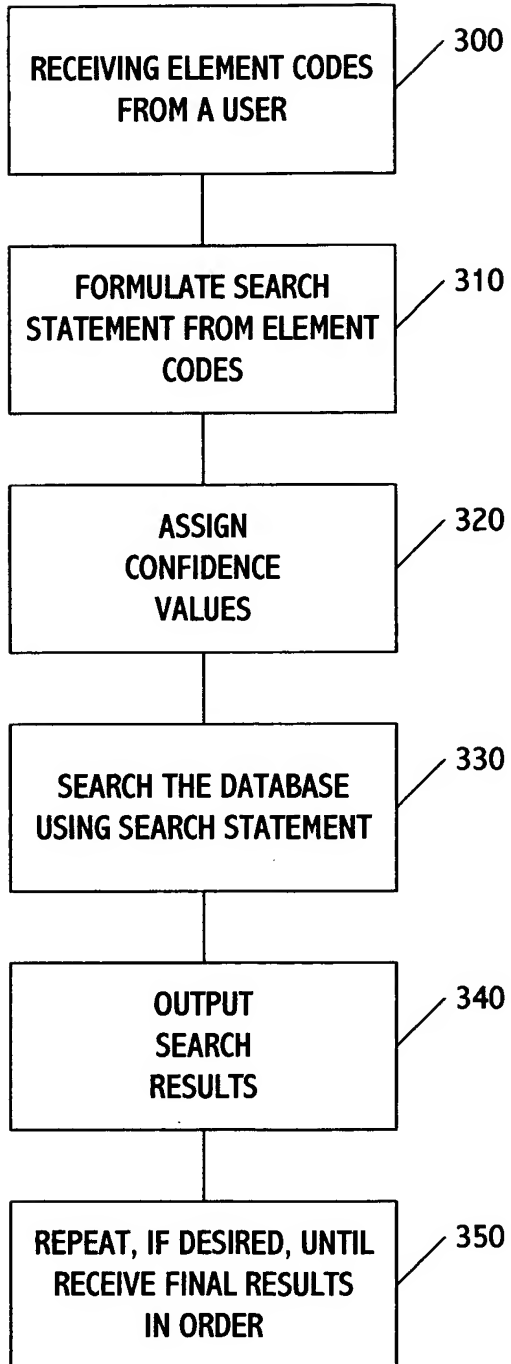 RECEIVING ELEMENT CODES
FROM A USER
300
FORMULATE SEARCH
STATEMENT FROM ELEMENT
CODES
310
ASSIGN
CONFIDENCE
VALUES
320
SEARCH THE DATABASE
USING SEARCH STATEMENT
330
OUTPUT
SEARCH
RESULTS
340
REPEAT, IF DESIRED, UNTIL
RECEIVE FINAL RESULTS
IN ORDER
350